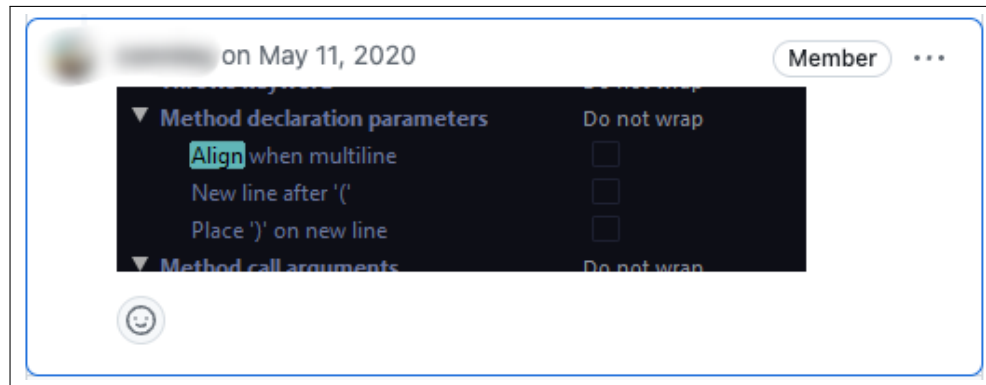 on May 11, 2020
Member
Method declaration parameters Do not wrap
Align when multiline
New line after '('
Place ')' on new line
Method call arguments Do not wrap